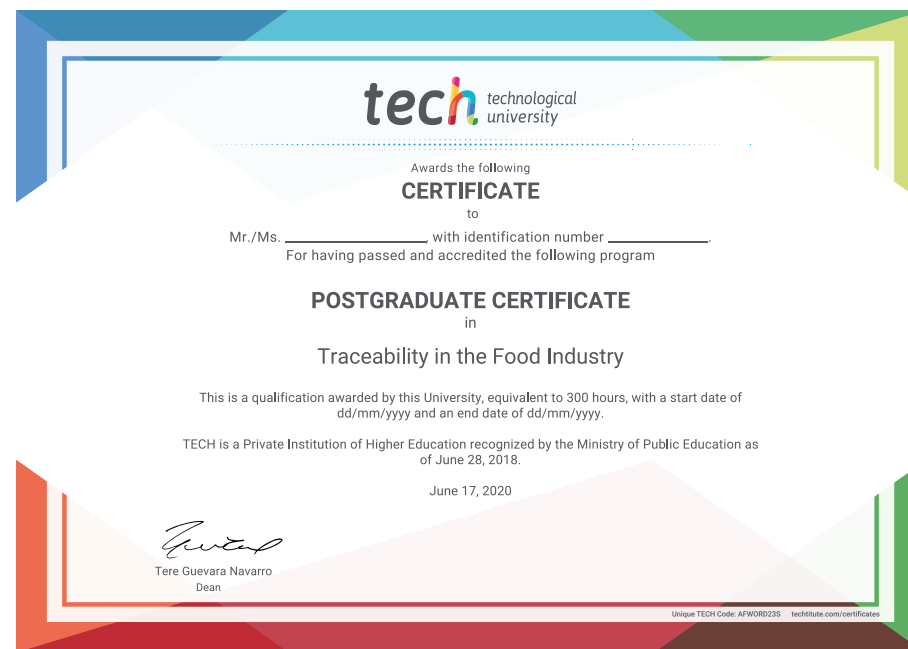 tech technological
university
Awards the following
CERTIFICATE
to
Mr./Ms. ____________________, with identification number ______________.
For having passed and accredited the following program
POSTGRADUATE CERTIFICATE
in
Traceability in the Food Industry
This is a qualification awarded by this University, equivalent to 300 hours, with a start date of
dd/mm/yyyy and an end date of dd/mm/yyyy.
TECH is a Private Institution of Higher Education recognized by the Ministry of Public Education as
of June 28, 2018.
June 17, 2020
Tere Guevara Navarro
Dean
Unique TECH Code: AFWORD23S techtitute.com/certificates